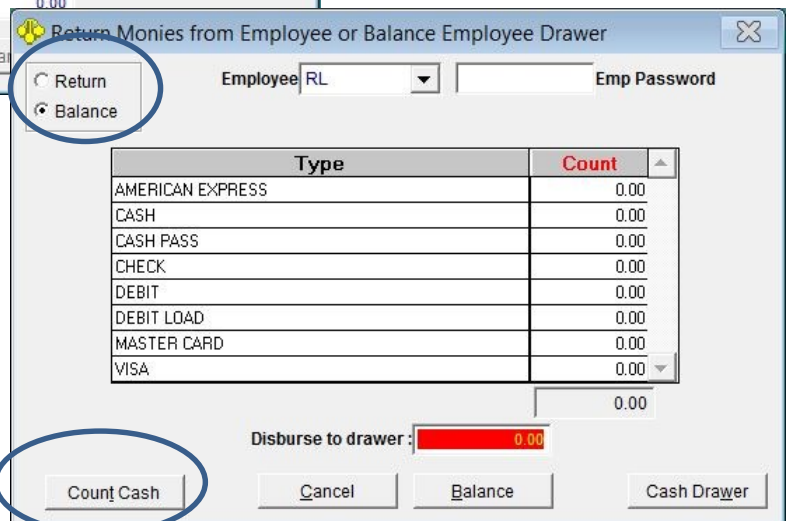 0.00
Return Monies from Employee or Balance Employee Drawer
Return
Employee RL Emp Password
Balance
Type Count
AMERICAN EXPRESS 0.00
CASH 0.00
CASH PASS 0.00
CHECK 0.00
DEBIT 0.00
DEBIT LOAD 0.00
MASTER CARD 0.00
VISA 0.00
0.00
Disburse to drawer : 0.00
Count Cash Cancel Balance Cash Drawer